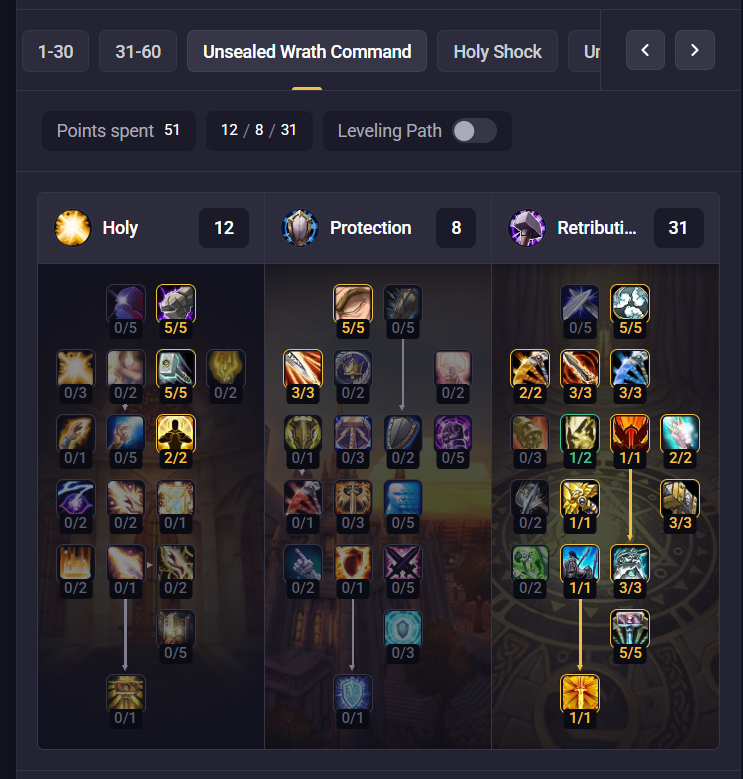 1-30 31-60 Unsealed Wrath Command Holy Shock Ur
Points spent 51 12 / 8 / 31 Leveling Path
Holy 12 Protection 8 Retributi... 31
0/5 5/5 5/5 0/5 0/5 5/5
0/3 0/2 5/5 0/2 3/3 0/2 0/2 2/2 3/3 3/3
0/1 0/5 2/2 0/1 0/3 0/2 0/5 0/3 1/2 1/1 2/2
0/2 0/2 0/1 0/1 0/3 0/5 0/2 1/1 3/3
0/2 0/1 0/2 0/2 0/1 0/5 0/2 1/1 3/3
0/5 0/3 5/5
0/1 0/1 1/1